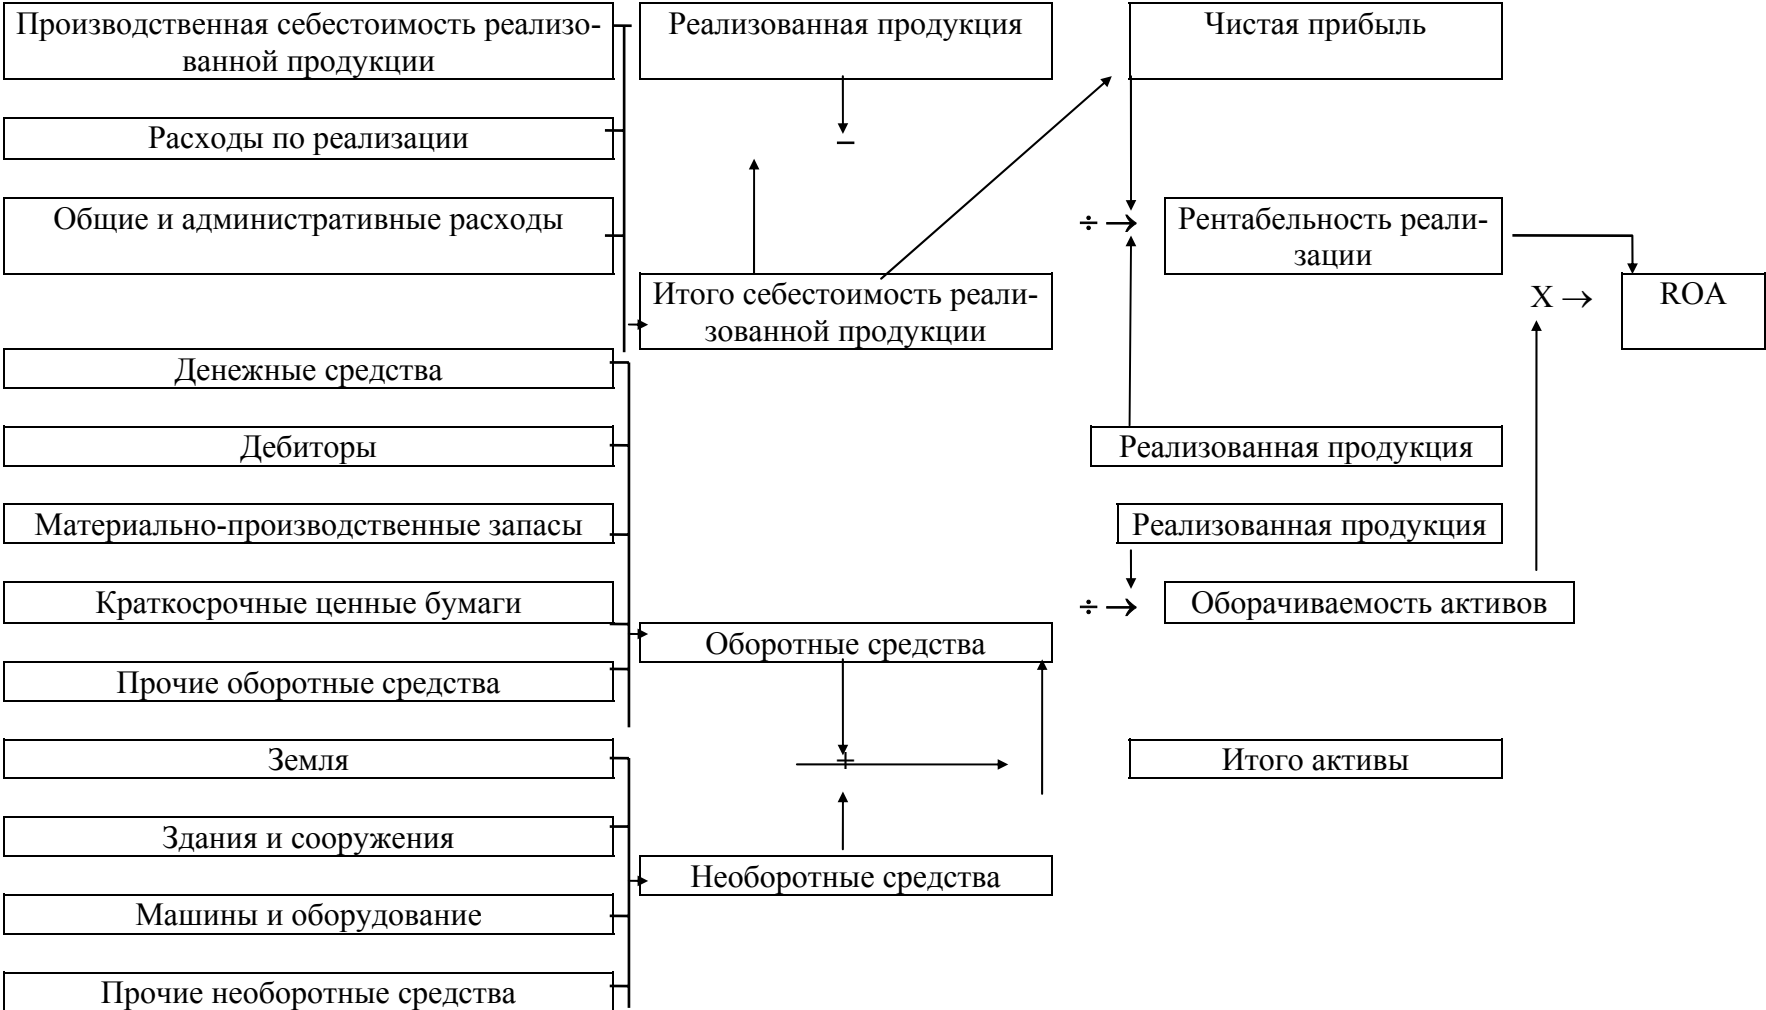 Производственная себестоимость реализо-
ванной продукции
Реализованная продукция
Чистая прибыль
Расходы по реализации
–
Общие и административные расходы
÷ →
Рентабельность реали-
зации
Итого себестоимость реали-
зованной продукции
X →
ROA
Денежные средства
Дебиторы
Реализованная продукция
Материально-производственные запасы
Реализованная продукция
Краткосрочные ценные бумаги
÷ →
Оборачиваемость активов
Оборотные средства
Прочие оборотные средства
Земля
+
Итого активы
Здания и сооружения
Необоротные средства
Машины и оборудование
Прочие необоротные средства